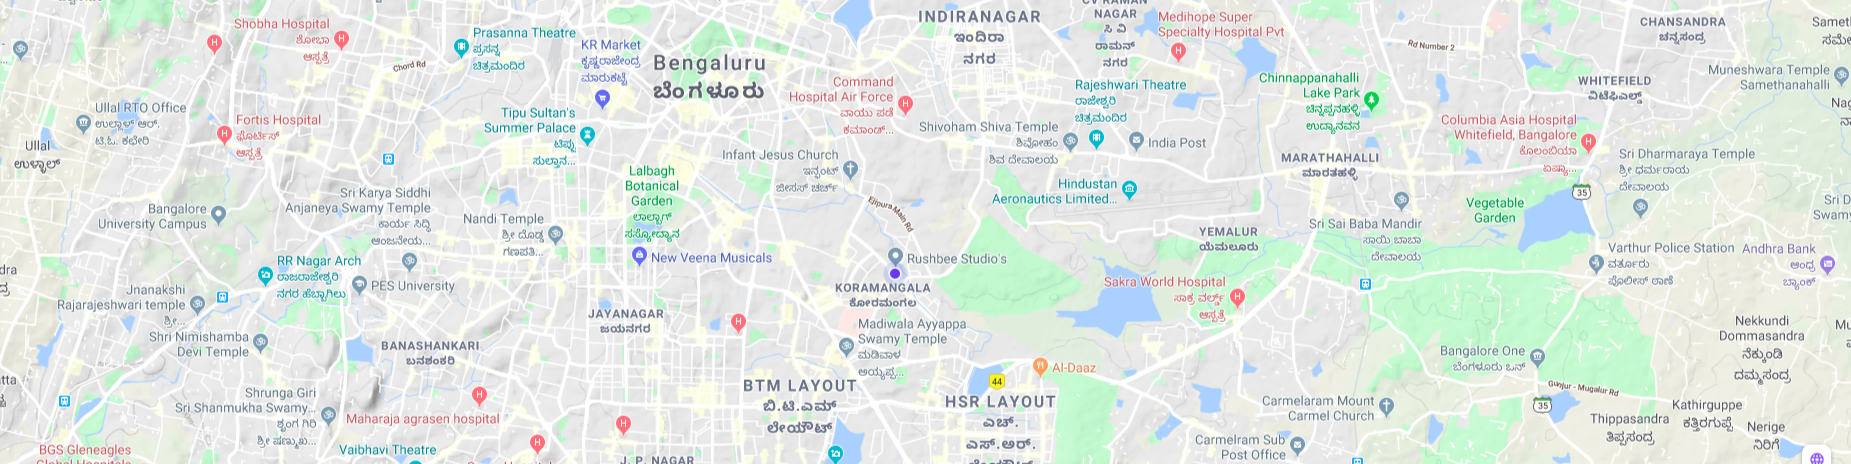 Shobha Hospital
ಶೋಭಾ
ಆಸ್ಪತ್ರೆ
Prasanna Theatre
ಪ್ರಸನ್ನ
ಚಿತ್ರಮಂದಿರ
Chord Rd
KR Market
ಕೃಷ್ಣರಾಜೇಂದ್ರ
ಮಾರುಕಟ್ಟೆ
Bengaluru
ಬೆಂಗಳೂರು
INDIRANAGAR
ಇಂದಿರಾ
ನಗರ
NAGAR
ಸಿ ವಿ
ರಾಮನ್
ನಗರ
Medihope Super
Specialty Hospital Pvt
Rd Number 2
CHANSANDRA
ಚನ್ನಸಂದ್ರ
Command
Hospital Air Force
ವಾಯು ಪಡೆ
ಕಮಾಂಡ್...
Rajeshwari Theatre
ರಾಜೇಶ್ವರಿ
ಚಿತ್ರಮಂದಿರ
Chinnappanahalli
Lake Park
ಚಿನ್ನಪ್ಪನಹಳ್ಳಿ
ಉದ್ಯಾನವನ
WHITEFIELD
ವಿಟಿಫಿಎಲ್ಡ್
Muneshwara Temple
Samethanahalli
Ullal RTO Office
ಉಲ್ಲಾಳ್ ಆರ್.
ಟಿ.ಓ. ಕಛೇರಿ
Fortis Hospital
ಫೋರ್ಟಿಸ್
ಆಸ್ಪತ್ರೆ
Tipu Sultan's
Summer Palace
ಟಿಪ್ಪು
ಸುಲ್ತಾನ...
Shivoham Shiva Temple
ಶಿವೋಹಂ
ಶಿವ ದೇವಾಲಯ
India Post
Columbia Asia Hospital
Whitefield, Bangalore
ಕೊಲಂಬಿಯಾ
ಏಷ್ಯಾ...
Ullal
ಉಳ್ಳಾಲ್
Infant Jesus Church
ಇನ್ಫಂಟ್
ಜೀಸಸ್ ಚರ್ಚ್
MARATHAHALLI
ಮಾರತಹಳ್ಳಿ
Sri Dharmaraya Temple
ಶ್ರೀ ಧರ್ಮರಾಯ
ದೇವಾಲಯ
35
Lalbagh
Botanical
Garden
ಲಾಲ್ಬಾಗ್
ಸಸ್ಯೋದ್ಯಾನ
Hindustan
Aeronautics Limited...
Sri Karya Siddhi
Anjaneya Swamy Temple
ಕಾರ್ಯ ಸಿದ್ಧಿ
ಆಂಜನೇಯ...
Bangalore
University Campus
Nandi Temple
ಶ್ರೀ ದೊಡ್ಡ
ಗಣಪತಿ...
Ejipura Main Rd
Vegetable
Garden
Sri Sai Baba Mandir
ಸಾಯಿ ಬಾಬಾ
ದೇವಾಲಯ
YEMALUR
ಯೆಮಲೂರು
New Veena Musicals
Rushbee Studio's
Varthur Police Station
ವರ್ತೂರು
ಪೊಲೀಸ್ ಠಾಣೆ
Andhra Bank
ಆಂಧ್ರ
ಬ್ಯಾಂಕ್
RR Nagar Arch
ರಾಜರಾಜೇಶ್ವರಿ
ನಗರ ಹೆಬ್ಬಾಗಿಲು
PES University
KORAMANGALA
ಕೋರಮಂಗಲ
Sakra World Hospital
ಸಾಕ್ರ ವರ್ಲ್ಡ್
ಆಸ್ಪತ್ರೆ
Jnanakshi
Rajarajeshwari temple
ಶ್ರೀ...
JAYANAGAR
ಜಯನಗರ
Madiwala Ayyappa
Swamy Temple
ಮಡಿವಾಳ
ಅಯ್ಯಪ್ಪ...
Shri Nimishamba
Devi Temple
BANASHANKARI
ಬನಶಂಕರಿ
Nekkundi
Dommasandra
ನೆಕ್ಕುಂಡಿ
ದಮ್ಮಸಂದ್ರ
Bangalore One
ಬೆಂಗಳೂರು ಒನ್
Al-Daaz
44
BTM LAYOUT
ಬಿ.ಟಿ.ಎಮ್
ಲೇಯೌಟ್
HSR LAYOUT
ಎಚ್.
ಎಸ್.ಆರ್.
Gunjur - Mugalur Rd
35
Shrunga Giri
Sri Shanmukha Swamy...
ಶೃಂಗ ಗಿರಿ
ಶ್ರೀ ಷಣ್ಮುಖ...
Maharaja agrasen hospital
Carmelaram Mount
Carmel Church
Kathiruguppe
ಕತ್ತಿರಗುಪ್ಪೆ
Thippasandra
ತಿಪ್ಪಸಂದ್ರ
Nerige
ನಿರಿಗೆ
Carmelram Sub
Post Office
BGS Gleneagles
Vaibhavi Theatre
J. P. NAGAR